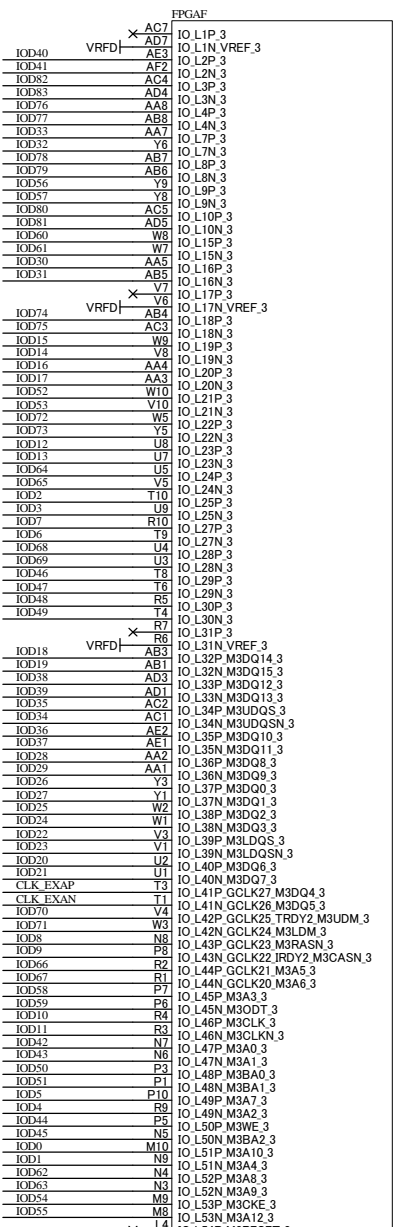 FPGAF
AC7 IO_L1P_3
VRFD AD7 IO_L1N_VREF_3
IOD40 AE3 IO_L2P_3
IOD41 AF2 IO_L2N_3
IOD82 AC4 IO_L3P_3
IOD83 AD4 IO_L3N_3
IOD76 AA8 IO_L4P_3
IOD77 AB8 IO_L4N_3
IOD33 AA7 IO_L7P_3
IOD32 Y6 IO_L7N_3
IOD78 AB7 IO_L8P_3
IOD79 AB6 IO_L8N_3
IOD56 Y9 IO_L9P_3
IOD57 Y8 IO_L9N_3
IOD80 AC5 IO_L10P_3
IOD81 AD5 IO_L10N_3
IOD60 W8 IO_L15P_3
IOD61 W7 IO_L15N_3
IOD30 AA5 IO_L16P_3
IOD31 AB5 IO_L16N_3
V7 IO_L17P_3
VRFD V6 IO_L17N_VREF_3
IOD74 AB4 IO_L18P_3
IOD75 AC3 IO_L18N_3
IOD15 W9 IO_L19P_3
IOD14 V8 IO_L19N_3
IOD16 AA4 IO_L20P_3
IOD17 AA3 IO_L20N_3
IOD52 W10 IO_L21P_3
IOD53 V10 IO_L21N_3
IOD72 W5 IO_L22P_3
IOD73 Y5 IO_L22N_3
IOD12 U8 IO_L23P_3
IOD13 U7 IO_L23N_3
IOD64 U5 IO_L24P_3
IOD65 V5 IO_L24N_3
IOD2 T10 IO_L25P_3
IOD3 U9 IO_L25N_3
IOD7 R10 IO_L27P_3
IOD6 T9 IO_L27N_3
IOD68 U4 IO_L28P_3
IOD69 U3 IO_L28N_3
IOD46 T8 IO_L29P_3
IOD47 T6 IO_L29N_3
IOD48 R5 IO_L30P_3
IOD49 T4 IO_L30N_3
R7 IO_L31P_3
VRFD R6 IO_L31N_VREF_3
IOD18 AB3 IO_L32P_M3DQ14_3
IOD19 AB1 IO_L32N_M3DQ15_3
IOD38 AD3 IO_L33P_M3DQ12_3
IOD39 AD1 IO_L33N_M3DQ13_3
IOD35 AC2 IO_L34P_M3UDQS_3
IOD34 AC1 IO_L34N_M3UDQSN_3
IOD36 AE2 IO_L35P_M3DQ10_3
IOD37 AE1 IO_L35N_M3DQ11_3
IOD28 AA2 IO_L36P_M3DQ8_3
IOD29 AA1 IO_L36N_M3DQ9_3
IOD26 Y3 IO_L37P_M3DQ0_3
IOD27 Y1 IO_L37N_M3DQ1_3
IOD25 W2 IO_L38P_M3DQ2_3
IOD24 W1 IO_L38N_M3DQ3_3
IOD22 V3 IO_L39P_M3LDQS_3
IOD23 V1 IO_L39N_M3LDQSN_3
IOD20 U2 IO_L40P_M3DQ6_3
IOD21 U1 IO_L40N_M3DQ7_3
CLK_EXAP T3 IO_L41P_GCLK27_M3DQ4_3
CLK_EXAN T1 IO_L41N_GCLK26_M3DQ5_3
IOD70 V4 IO_L42P_GCLK25_TRDY2_M3UDM_3
IOD71 W3 IO_L42N_GCLK24_M3LDM_3
IOD8 N8 IO_L43P_GCLK23_M3RASN_3
IOD9 P8 IO_L43N_GCLK22_IRDY2_M3CASN_3
IOD66 R2 IO_L44P_GCLK21_M3A5_3
IOD67 R1 IO_L44N_GCLK20_M3A6_3
IOD58 P7 IO_L45P_M3A3_3
IOD59 P6 IO_L45N_M3ODT_3
IOD10 R4 IO_L46P_M3CLK_3
IOD11 R3 IO_L46N_M3CLKN_3
IOD42 N7 IO_L47P_M3A0_3
IOD43 N6 IO_L47N_M3A1_3
IOD50 P3 IO_L48P_M3BA0_3
IOD51 P1 IO_L48N_M3BA1_3
IOD5 P10 IO_L49P_M3A7_3
IOD4 R9 IO_L49N_M3A2_3
IOD44 P5 IO_L50P_M3WE_3
IOD45 N5 IO_L50N_M3BA2_3
IOD0 M10 IO_L51P_M3A10_3
IOD1 N9 IO_L51N_M3A4_3
IOD62 N4 IO_L52P_M3A8_3
IOD63 N3 IO_L52N_M3A9_3
IOD54 M9 IO_L53P_M3CKE_3
IOD55 M8 IO_L53N_M3A12_3
L4